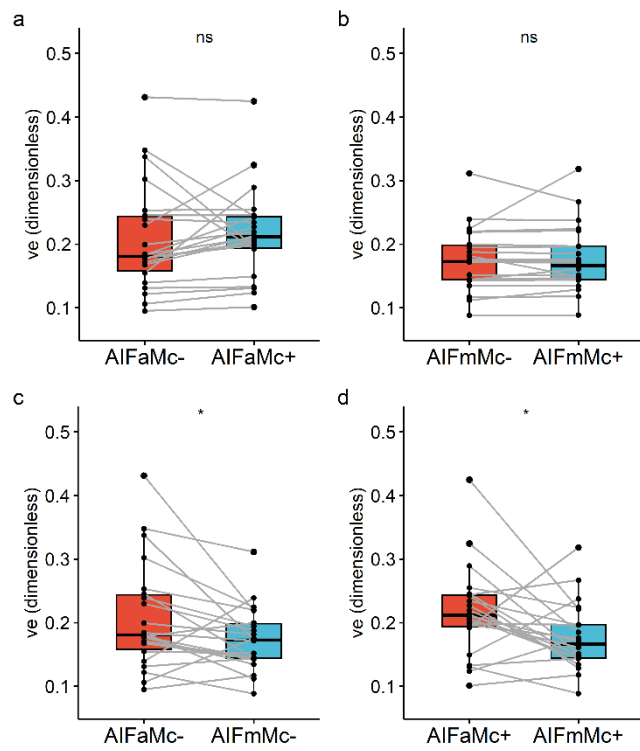 a
ns
0.5
0.4
0.3
0.2
0.1
ve (dimensionless)
AIFaMc- AIFaMc+
b
ns
0.5
0.4
0.3
0.2
0.1
ve (dimensionless)
AIFmMc- AIFmMc+
c
*
0.5
0.4
0.3
0.2
0.1
ve (dimensionless)
AIFaMc- AIFmMc-
d
*
0.5
0.4
0.3
0.2
0.1
ve (dimensionless)
AIFaMc+ AIFmMc+